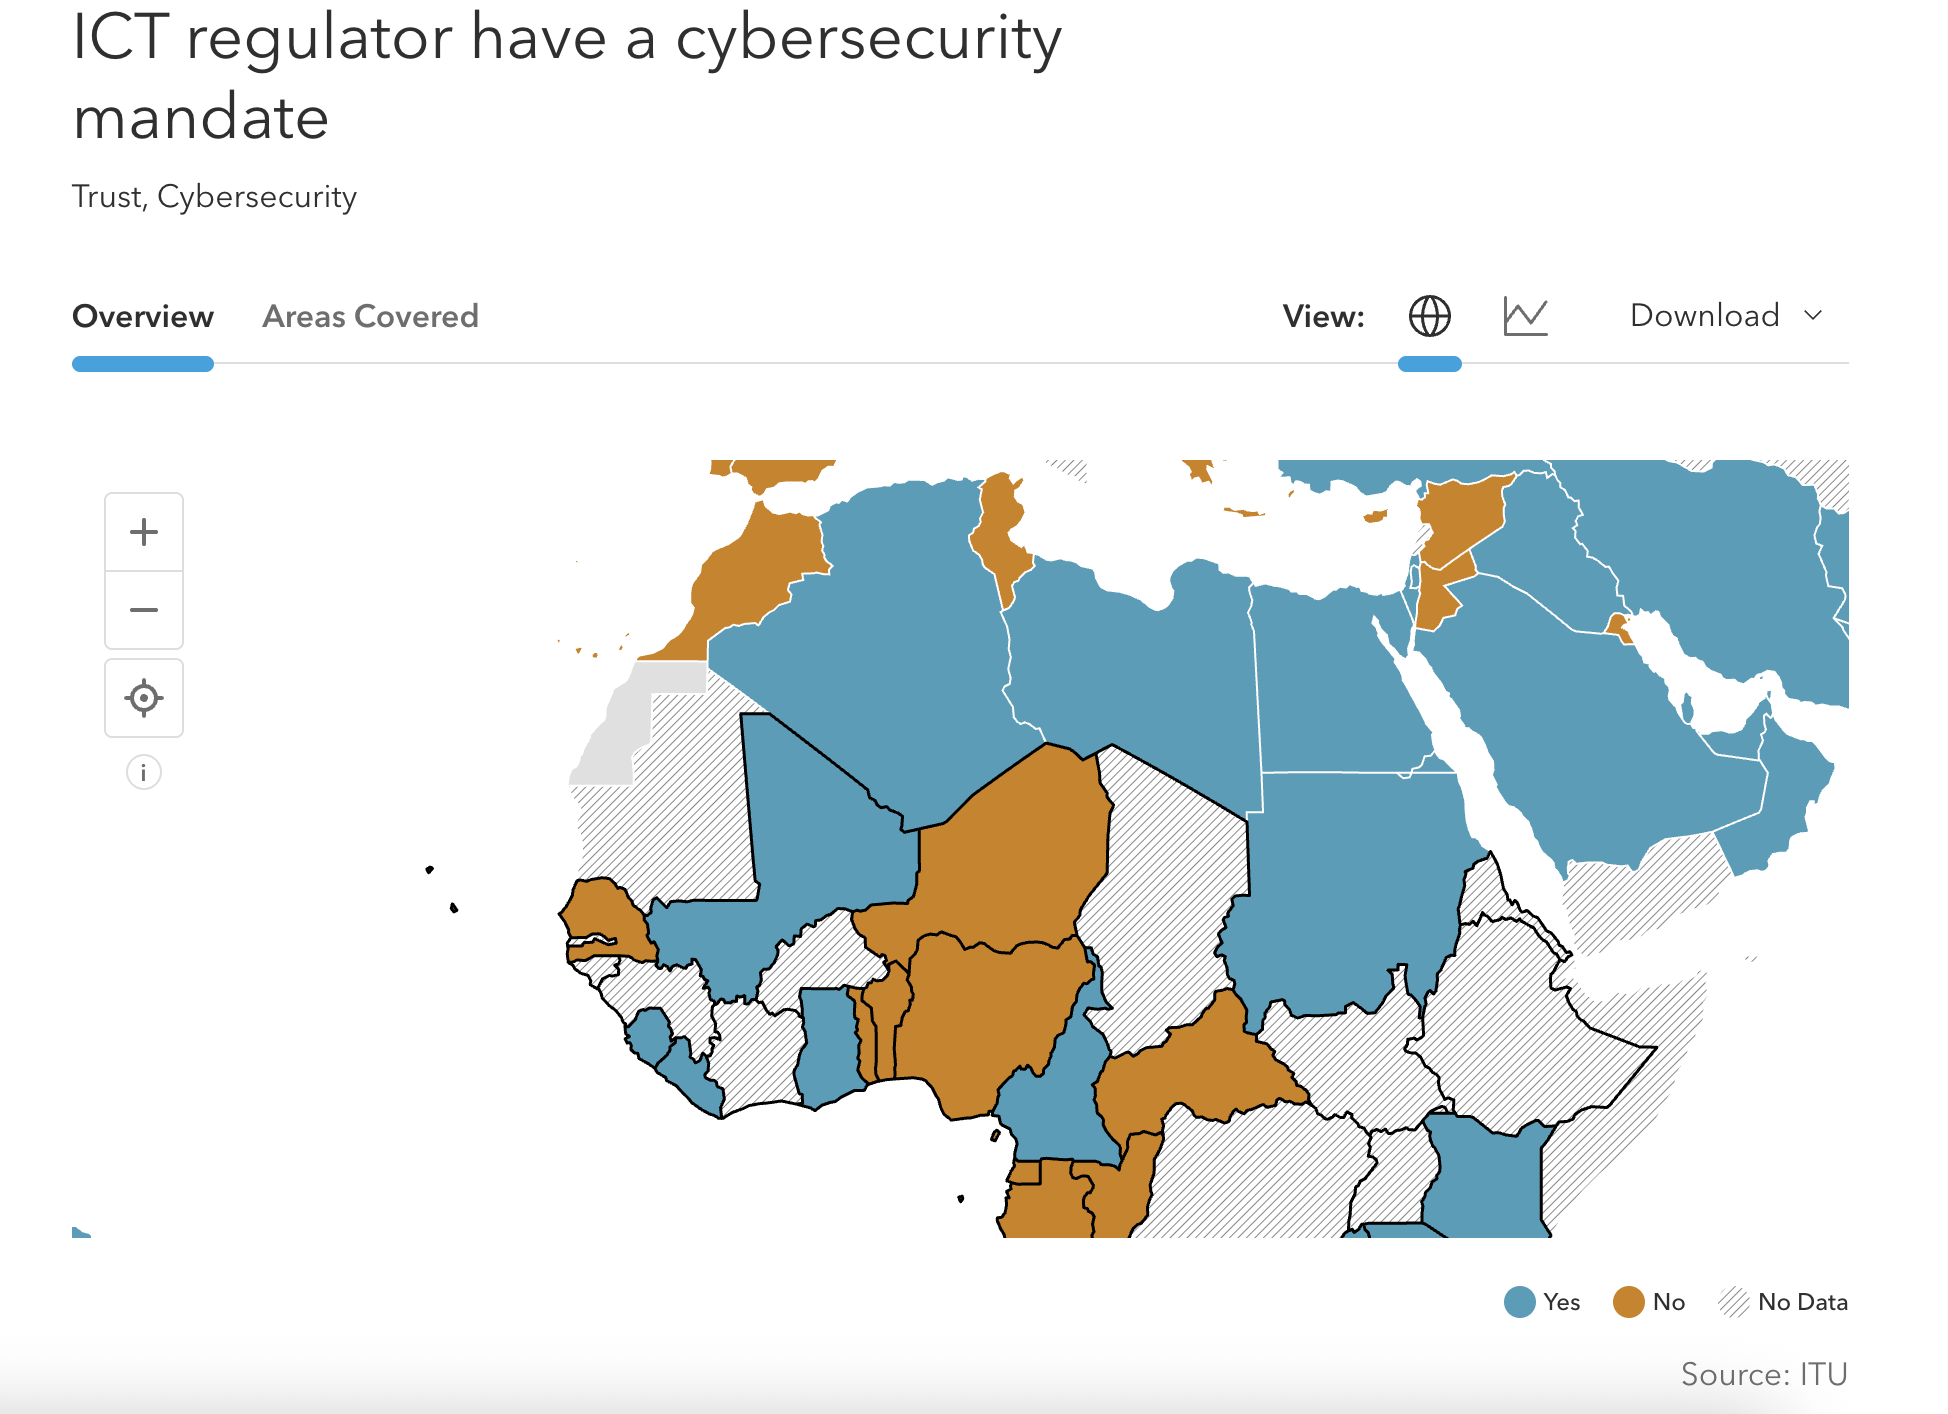 ICT regulator have a cybersecurity
mandate
Trust, Cybersecurity
Overview Areas Covered View: Download
+
−
i
Yes No No Data
Source: ITU